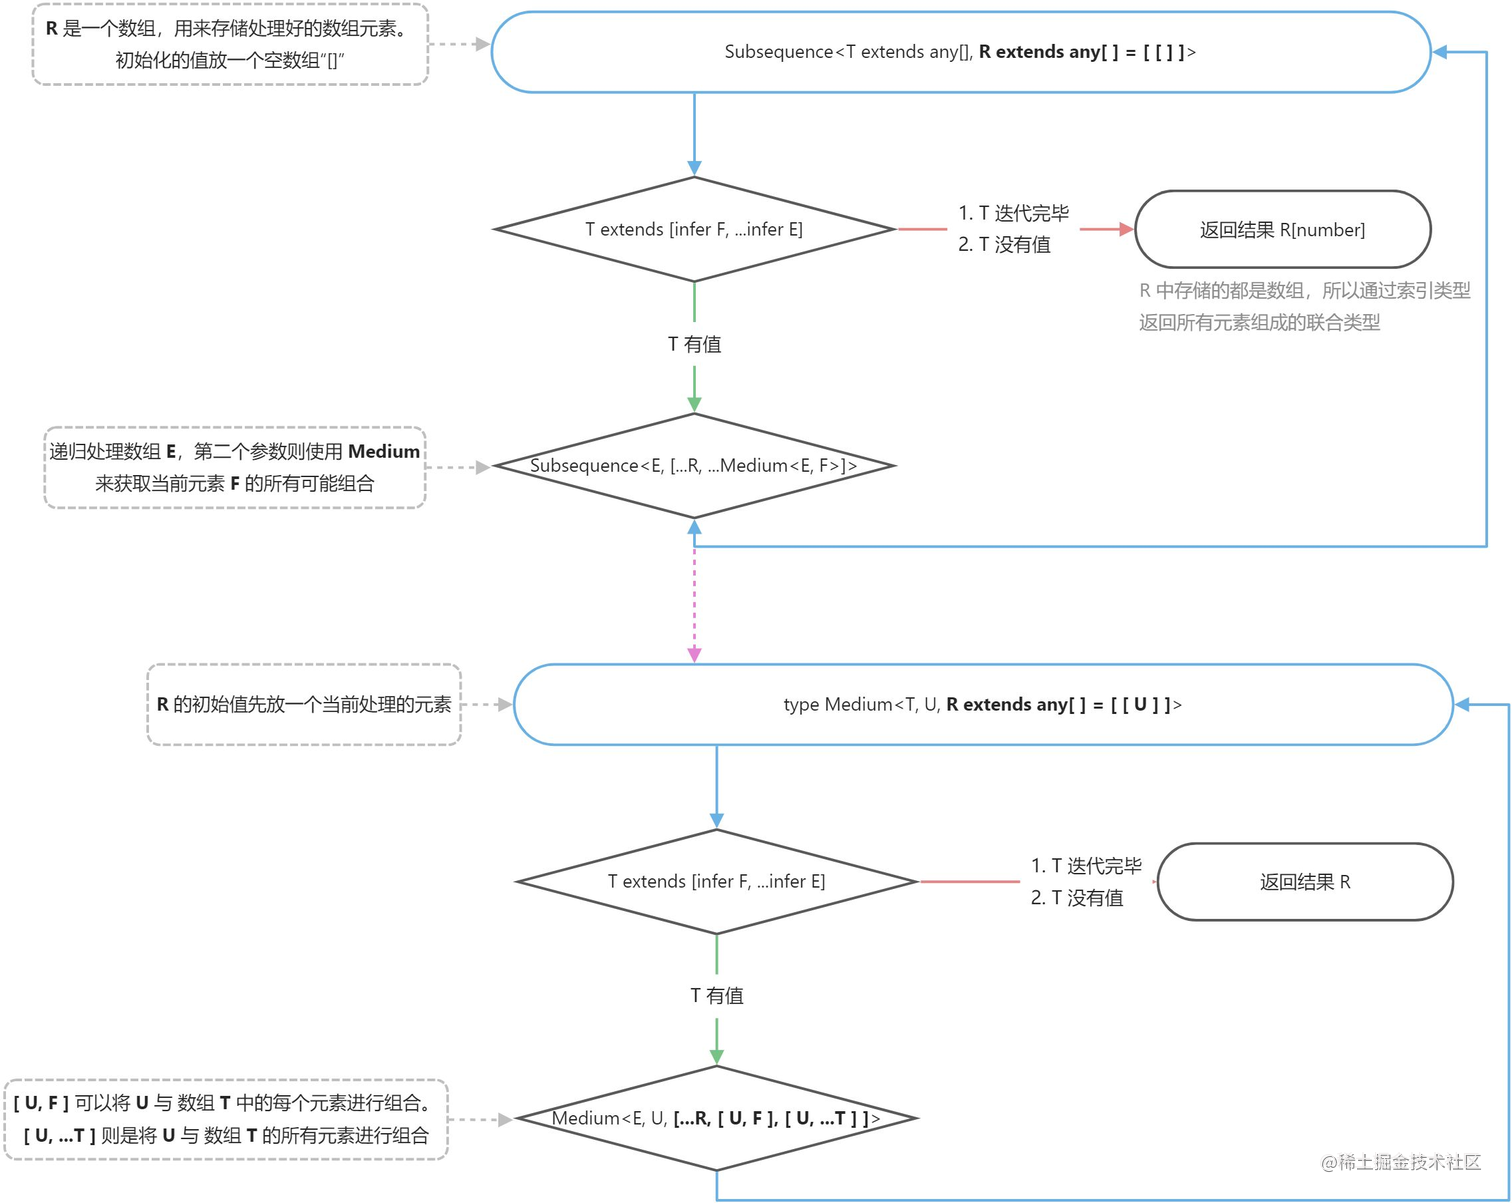 R 是一个数组，用来存储处理好的数组元素。
初始化的值放一个空数组“[]”
Subsequence<T extends any[], R extends any[ ] = [ [ ] ]>
T extends [infer F, ...infer E]
1. T 迭代完毕
2. T 没有值
返回结果 R[number]
R 中存储的都是数组，所以通过索引类型
返回所有元素组成的联合类型
T 有值
递归处理数组 E，第二个参数则使用 Medium
来获取当前元素 F 的所有可能组合
Subsequence<E, [...R, ...Medium<E, F>]>
R 的初始值先放一个当前处理的元素
type Medium<T, U, R extends any[ ] = [ [ U ] ]>
T extends [infer F, ...infer E]
1. T 迭代完毕
2. T 没有值
返回结果 R
T 有值
[ U, F ] 可以将 U 与 数组 T 中的每个元素进行组合。
[ U, ...T ] 则是将 U 与 数组 T 的所有元素进行组合
Medium<E, U, [...R, [ U, F ], [ U, ...T ] ]>
@稀土掘金技术社区